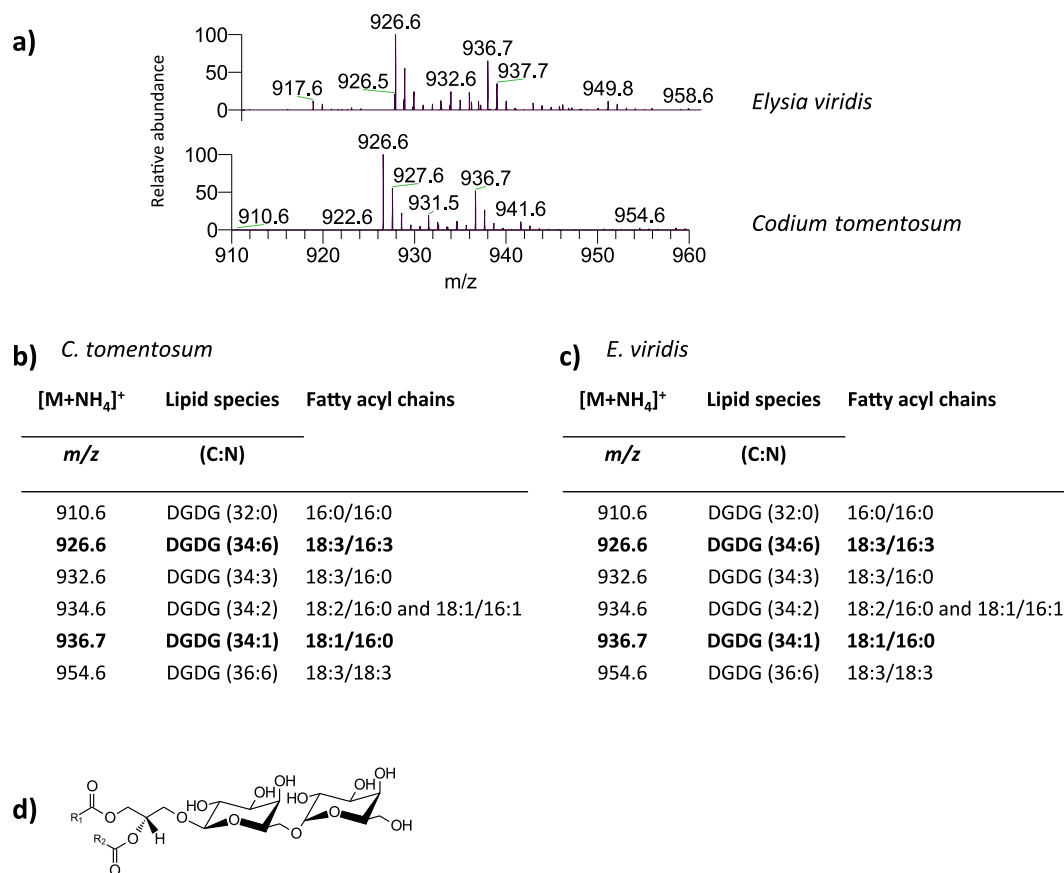 a)
Relative abundance
100
50
0
917.6
926.5
926.6
932.6
936.7
937.7
949.8
958.6
Elysia viridis
100
50
0
910.6
922.6
926.6
927.6
931.5
936.7
941.6
954.6
Codium tomentosum
910 920 930 940 950 960
m/z
b) C. tomentosum
[M+NH4]+ Lipid species Fatty acyl chains
m/z (C:N)
910.6 DGDG (32:0) 16:0/16:0
926.6 DGDG (34:6) 18:3/16:3
932.6 DGDG (34:3) 18:3/16:0
934.6 DGDG (34:2) 18:2/16:0 and 18:1/16:1
936.7 DGDG (34:1) 18:1/16:0
954.6 DGDG (36:6) 18:3/18:3
c) E. viridis
[M+NH4]+ Lipid species Fatty acyl chains
m/z (C:N)
910.6 DGDG (32:0) 16:0/16:0
926.6 DGDG (34:6) 18:3/16:3
932.6 DGDG (34:3) 18:3/16:0
934.6 DGDG (34:2) 18:2/16:0 and 18:1/16:1
936.7 DGDG (34:1) 18:1/16:0
954.6 DGDG (36:6) 18:3/18:3
d)
O
R1
O
O
R2
O
H
O
HO
HO
OH
O
O
HO
HO
OH
O
OH